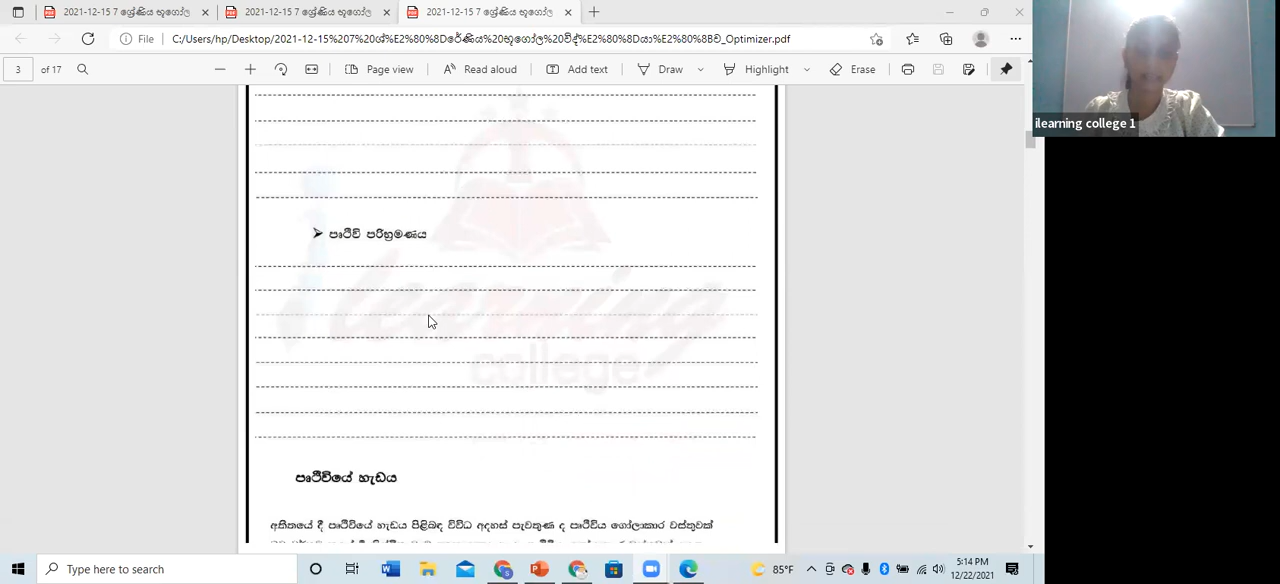 2021-12-15 7 ශ්‍රේණිය භූගෝල
2021-12-15 7 ශ්‍රේණිය භූගෝල
2021-12-15 7 ශ්‍රේණිය භූගෝල
File
C:/Users/hp/Desktop/2021-12-15%207%20ශ්%E2%80%8Dරේණිය%20භූගෝල%20විද්%E2%80%8Dයා%E2%80%8Bව_Optimizer.pdf
3 of 17
Page view
Read aloud
Add text
Draw
Highlight
Erase
ilearning college 1
➢ පෘථිවි පරිභ්‍රමණය
ilearning
college
පෘථිවියේ හැඩය
අතීතයේ දී පෘථිවියේ හැඩය පිළිබඳ විවිධ අදහස් පැවතුණ ද පෘථිවිය ගෝලාකාර වස්තුවක්
Type here to search
85°F
5:14 PM
12/22/2021